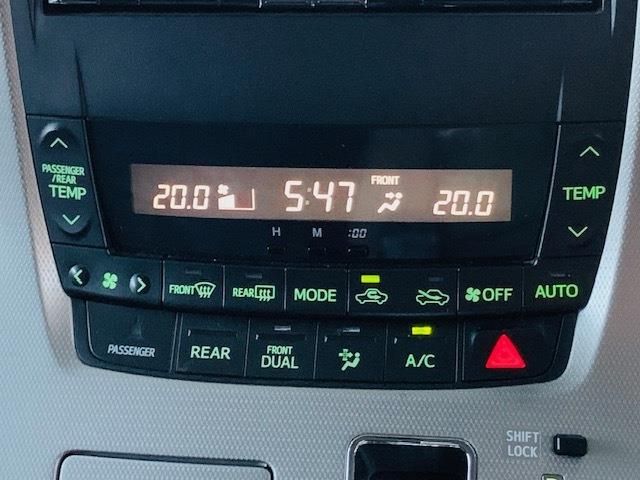 PASSENGER
/REAR
TEMP
20.0 5:47 FRONT 20.0
TEMP
H M :00
FRONT REAR MODE OFF AUTO
PASSENGER REAR FRONT
DUAL A/C
SHIFT
LOCK